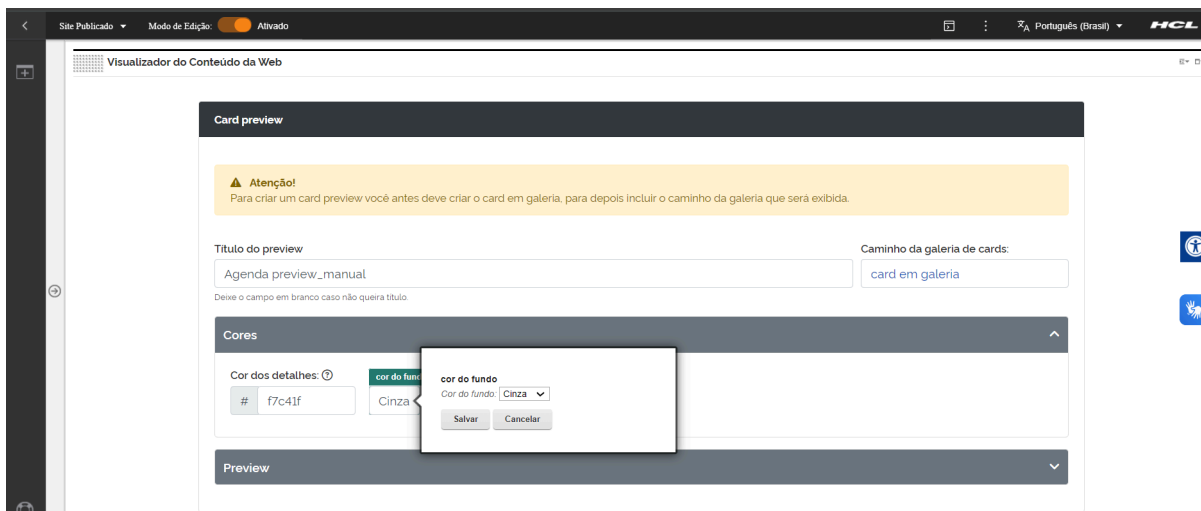 Site Publicado
Modo de Edição:
Ativado
Português (Brasil)
HCL
Visualizador do Conteúdo da Web
Card preview
Atenção!
Para criar um card preview você antes deve criar o card em galeria, para depois incluir o caminho da galeria que será exibida.
Título do preview
Caminho da galeria de cards:
Agenda preview_manual
card em galeria
Deixe o campo em branco caso não queira título.
Cores
Cor dos detalhes:
cor do fund
# f7c41f
Cinza
cor do fundo
Cor do fundo: Cinza
Salvar
Cancelar
Preview